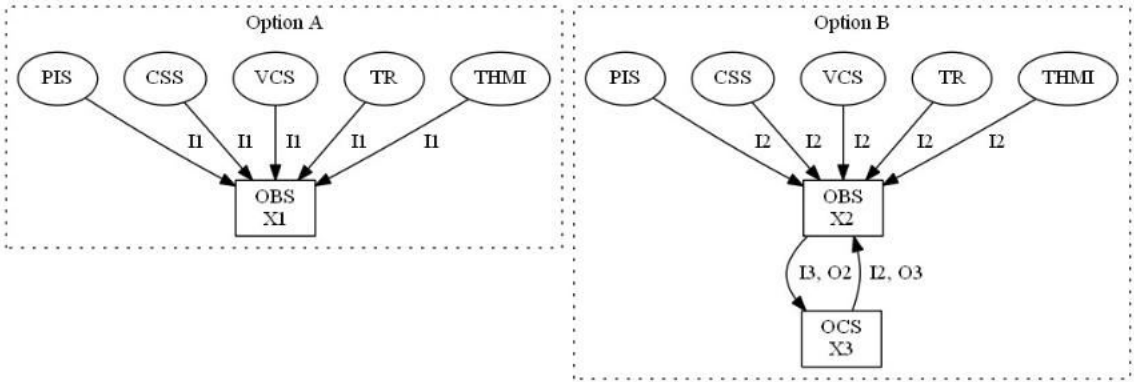 Option A
PIS
CSS
VCS
TR
THMI
I1
I1
I1
I1
I1
OBS
X1
Option B
PIS
CSS
VCS
TR
THMI
I2
I2
I2
I2
I2
OBS
X2
I3, O2
I2, O3
OCS
X3